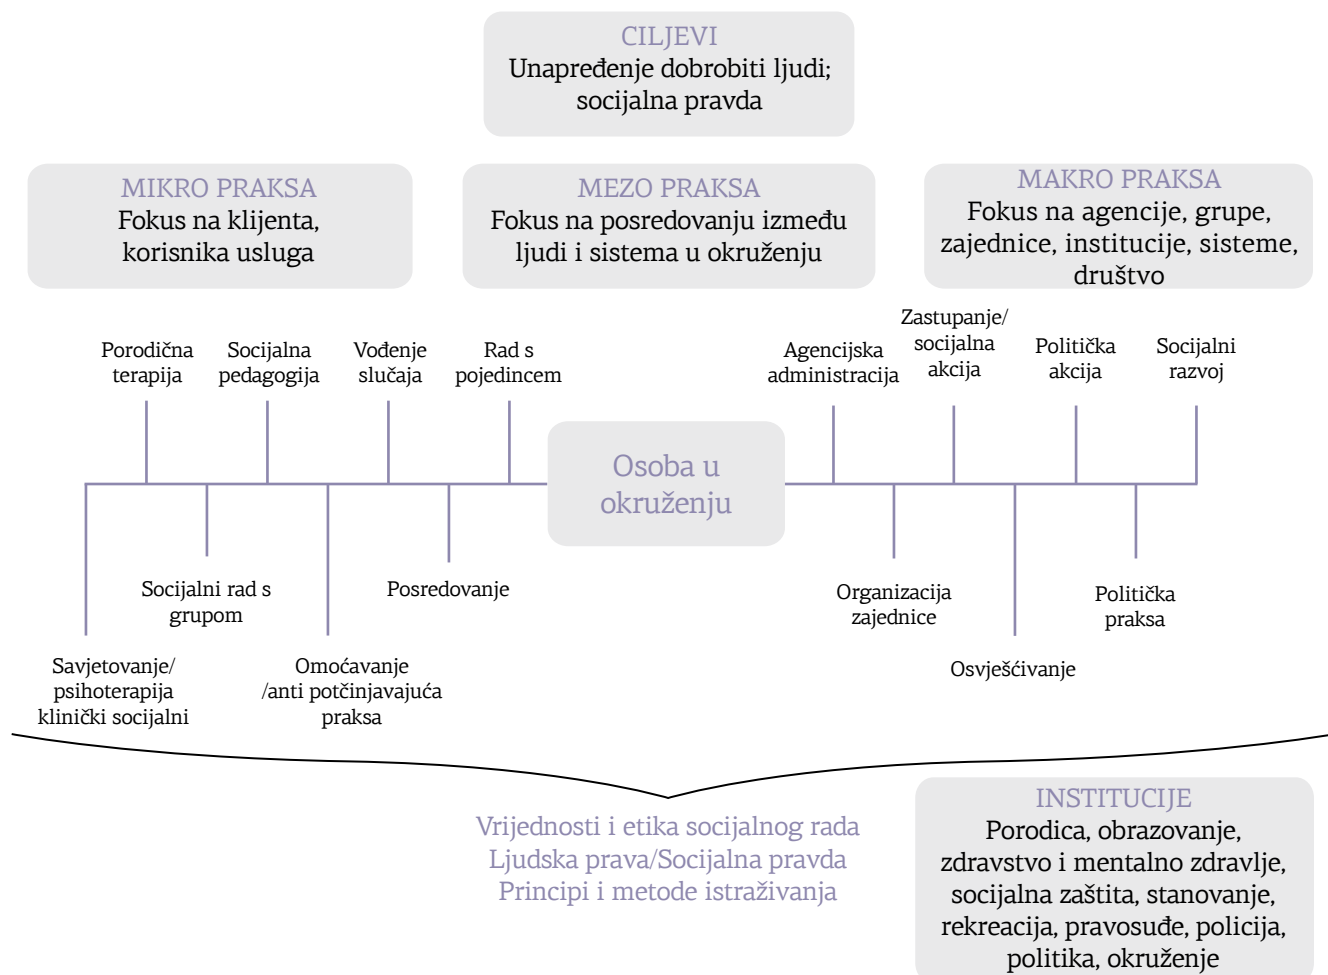 CILJEVI
Unapređenje dobrobiti ljudi;
socijalna pravda
MIKRO PRAKSA
Fokus na klijenta,
korisnika usluga
MEZO PRAKSA
Fokus na posredovanju između
ljudi i sistema u okruženju
MAKRO PRAKSA
Fokus na agencije, grupe,
zajednice, institucije, sisteme,
društvo
Porodična
terapija
Socijalna
pedagogija
Vođenje
slučaja
Rad s
pojedincem
Agencijska
administracija
Zastupanje/
socijalna
akcija
Politička
akcija
Socijalni
razvoj
Osoba u
okruženju
Socijalni rad s
grupom
Posredovanje
Organizacija
zajednice
Politička
praksa
Savjetovanje/
psihoterapija
klinički socijalni
Omoćavanje
/anti potčinjavajuća
praksa
Osvješćivanje
Vrijednosti i etika socijalnog rada
Ljudska prava/Socijalna pravda
Principi i metode istraživanja
INSTITUCIJE
Porodica, obrazovanje,
zdravstvo i mentalno zdravlje,
socijalna zaštita, stanovanje,
rekreacija, pravosuđe, policija,
politika, okruženje